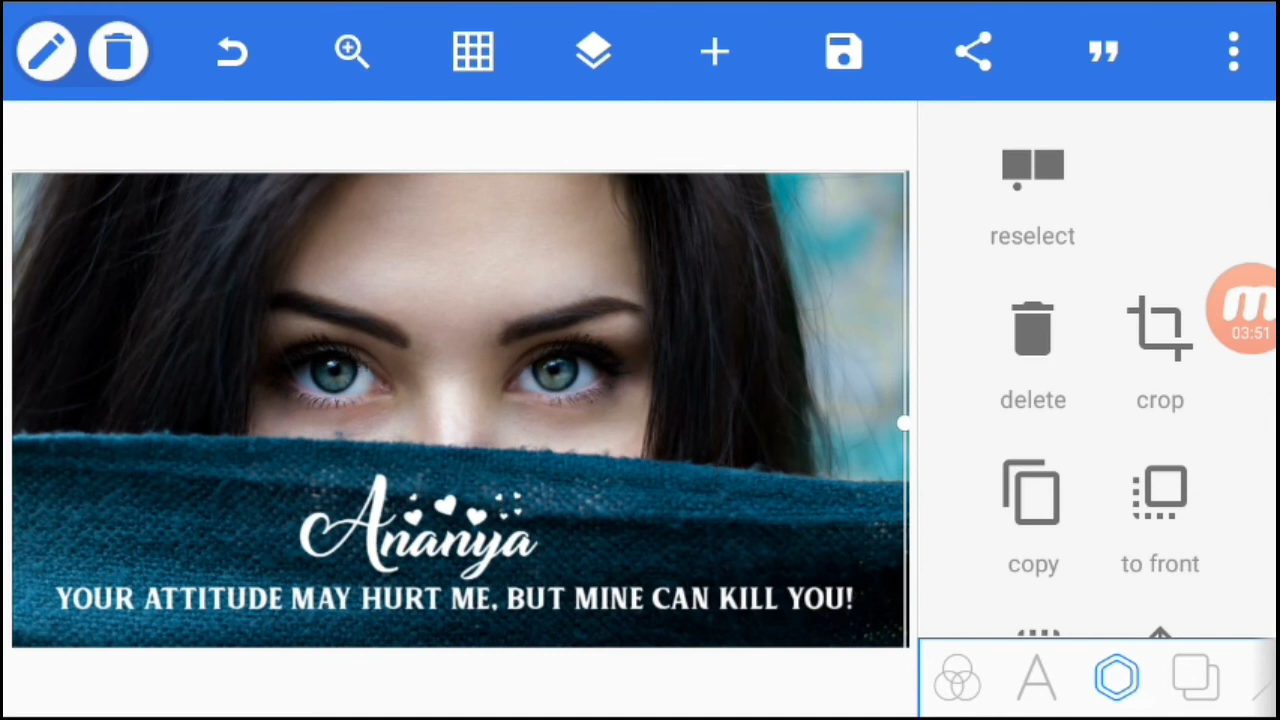 reselect
03:51
delete
crop
copy
to front
Ananya
YOUR ATTITUDE MAY HURT ME, BUT MINE CAN KILL YOU!